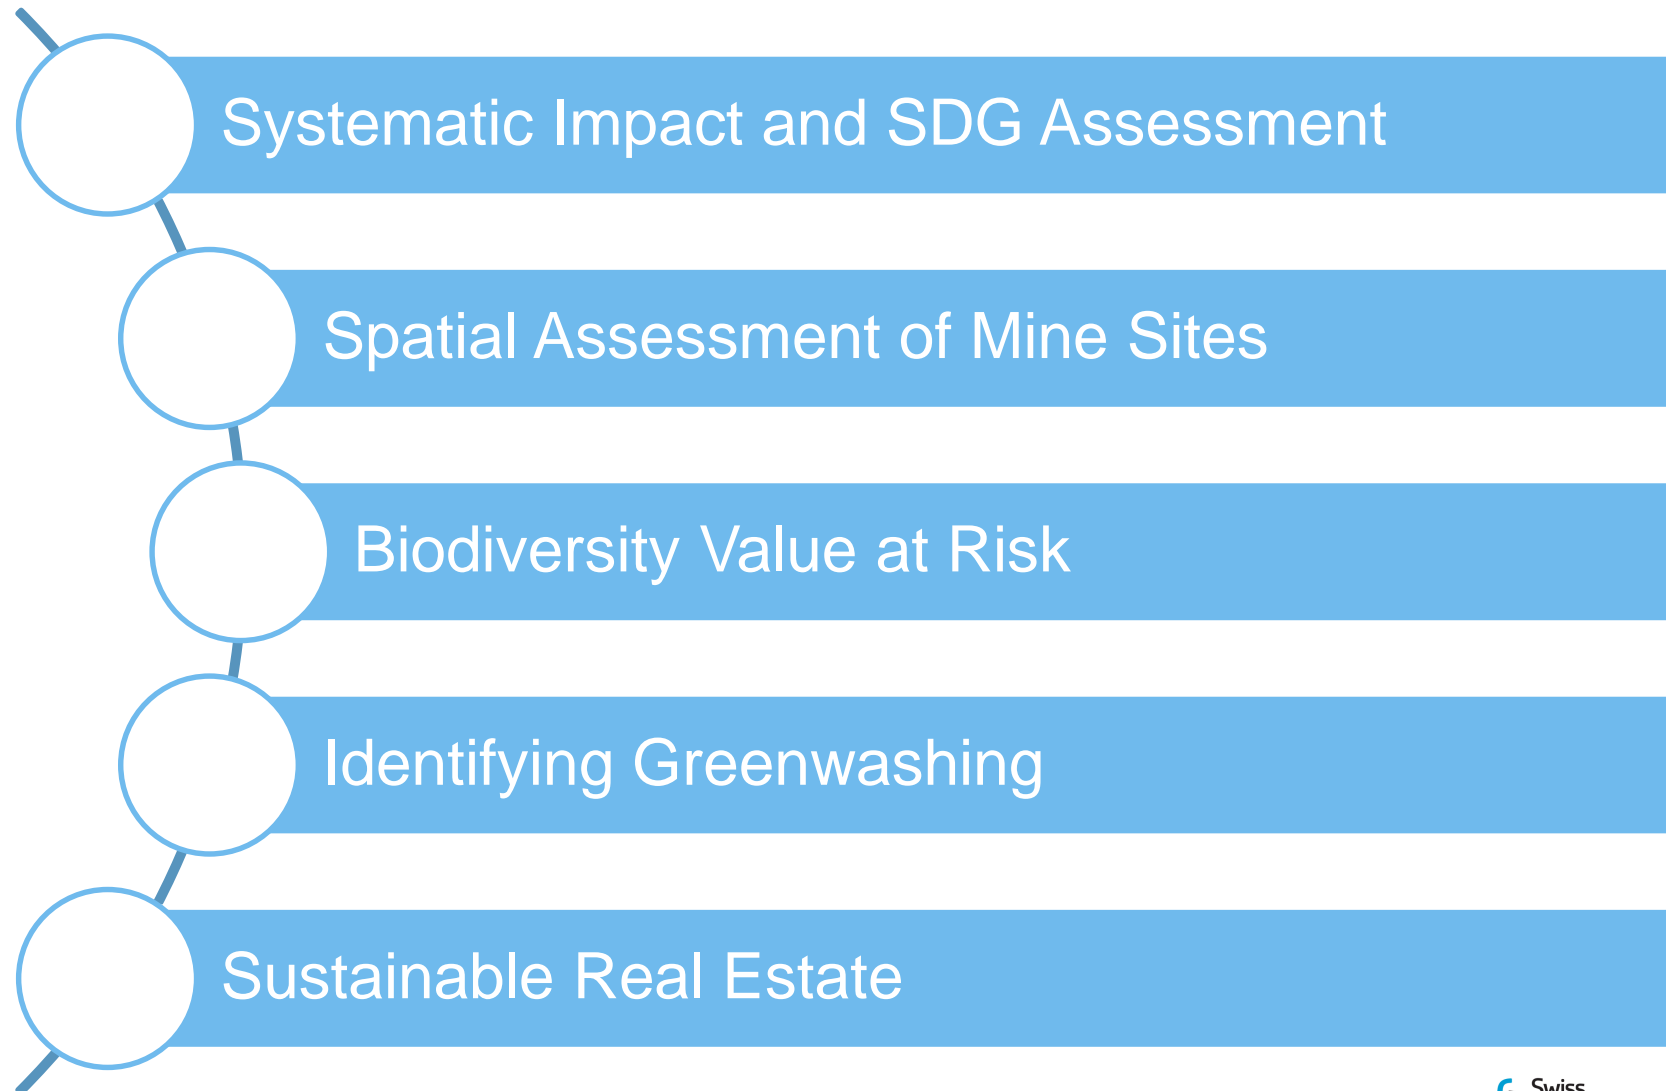 Systematic Impact and SDG Assessment
Spatial Assessment of Mine Sites
Biodiversity Value at Risk
Identifying Greenwashing
Sustainable Real Estate
Swiss